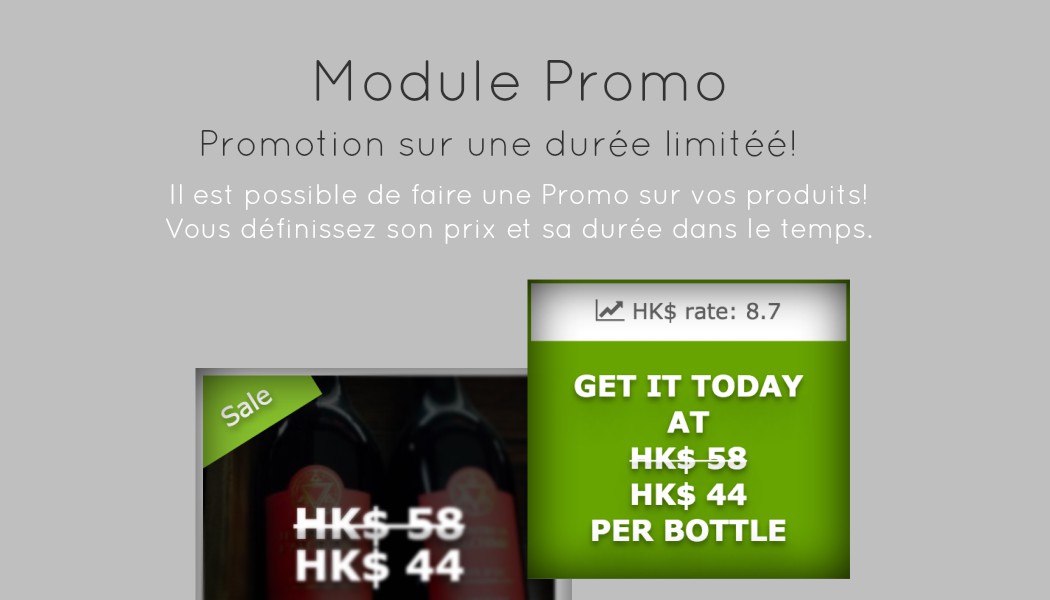 Module Promo
Promotion sur une durée limitéé!
Il est possible de faire une Promo sur vos produits!
Vous définissez son prix et sa durée dans le temps.
HK$ rate: 8.7
GET IT TODAY
AT
HK$ 58
HK$ 44
PER BOTTLE
Sale
HK$ 58
HK$ 44